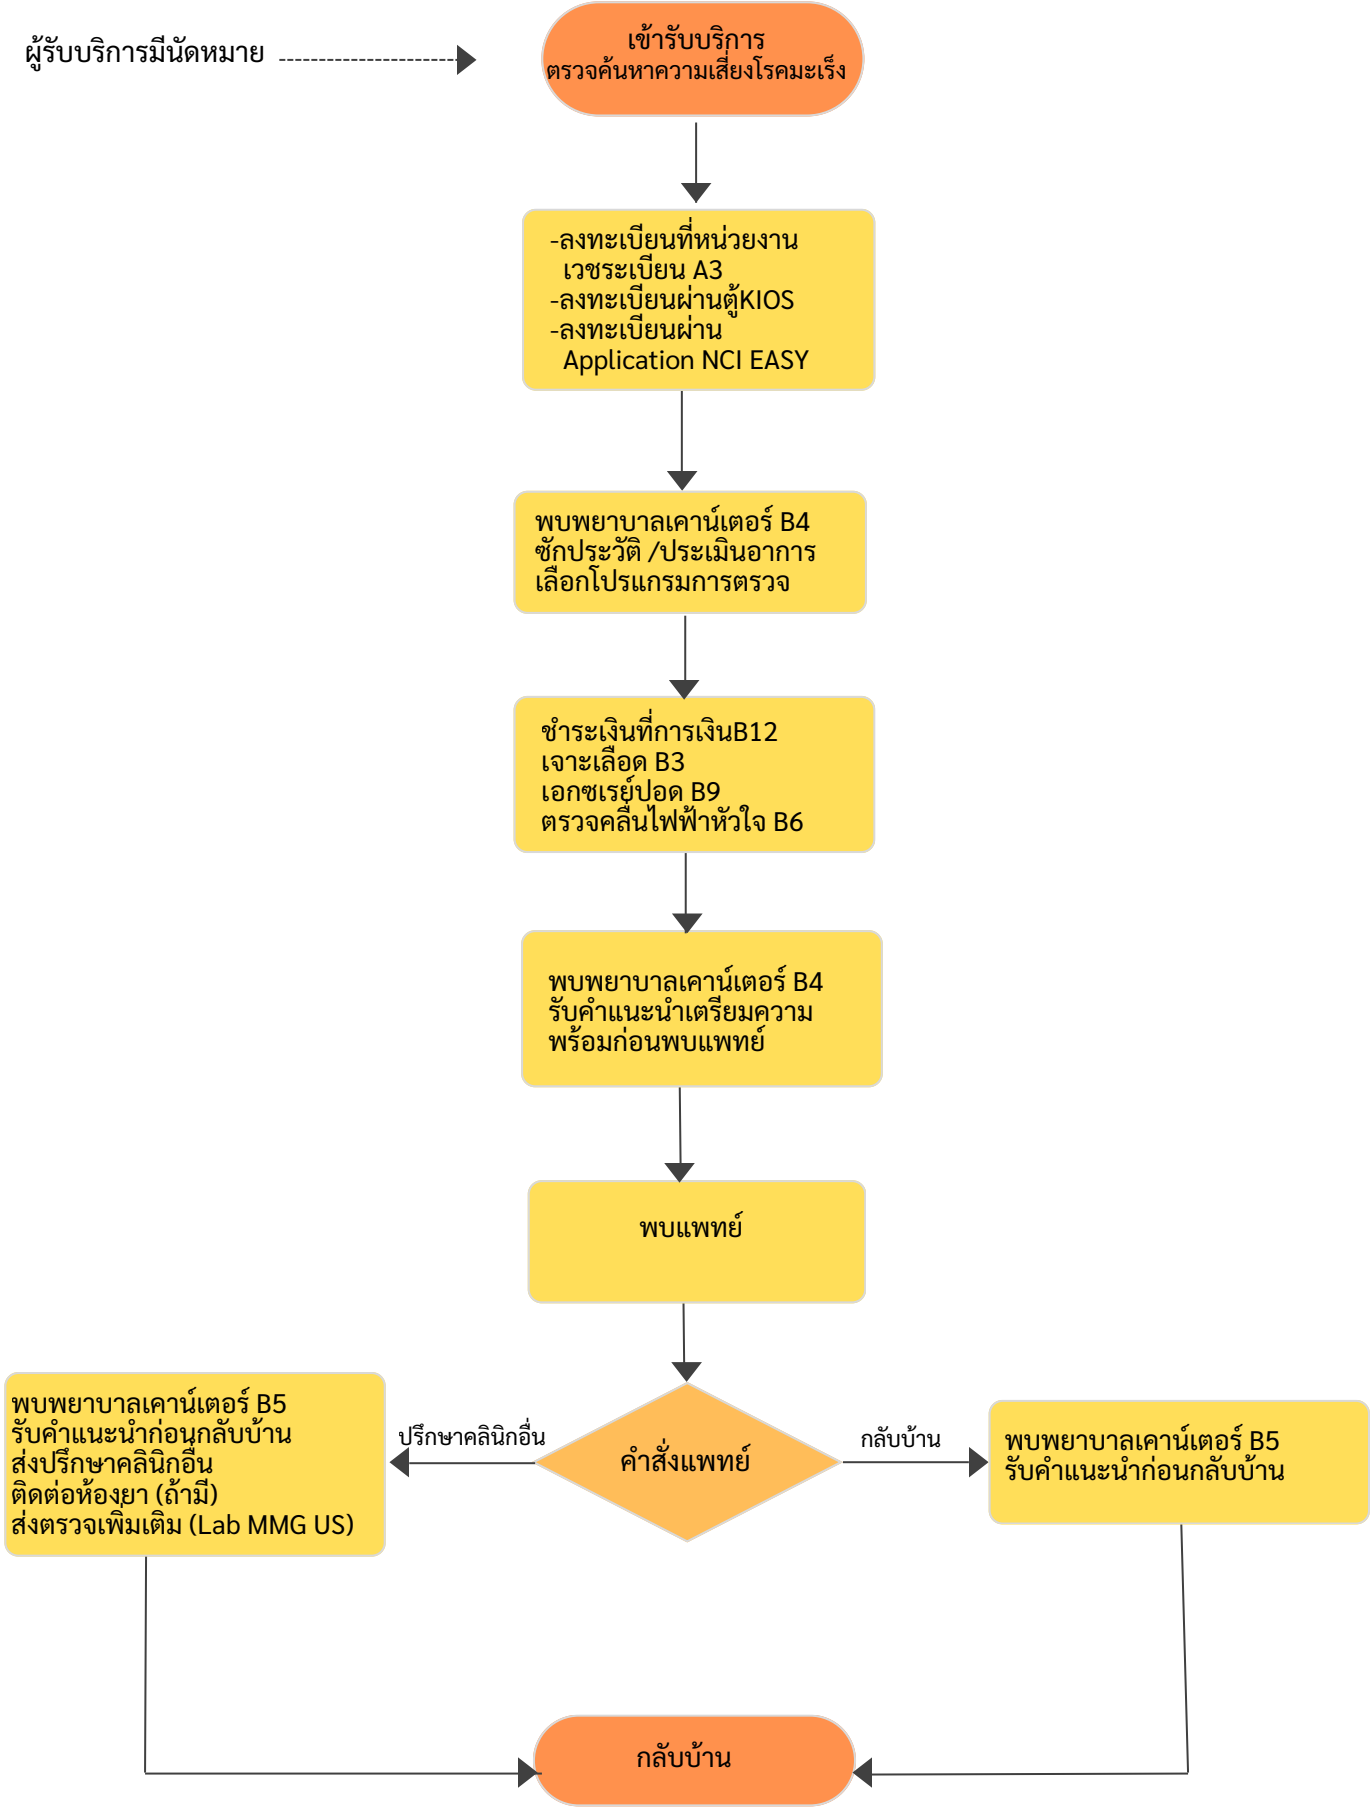 ผู้รับบริการมีนัดหมาย
เข้ารับบริการ
ตรวจค้นหาความเสี่ยงโรคมะเร็ง
-ลงทะเบียนที่หน่วยงาน
เวชระเบียน A3
-ลงทะเบียนผ่านตู้KIOS
-ลงทะเบียนผ่าน
Application NCI EASY
พบพยาบาลเคาน์เตอร์ B4
ซักประวัติ /ประเมินอาการ
เลือกโปรแกรมการตรวจ
ชำระเงินที่การเงินB12
เจาะเลือด B3
เอกซเรย์ปอด B9
ตรวจคลื่นไฟฟ้าหัวใจ B6
พบพยาบาลเคาน์เตอร์ B4
รับคำแนะนำเตรียมความ
พร้อมก่อนพบแพทย์
พบแพทย์
คำสั่งแพทย์
ปรึกษาคลินิกอื่น
พบพยาบาลเคาน์เตอร์ B5
รับคำแนะนำก่อนกลับบ้าน
ส่งปรึกษาคลินิกอื่น
ติดต่อห้องยา (ถ้ามี)
ส่งตรวจเพิ่มเติม (Lab MMG US)
กลับบ้าน
พบพยาบาลเคาน์เตอร์ B5
รับคำแนะนำก่อนกลับบ้าน
กลับบ้าน